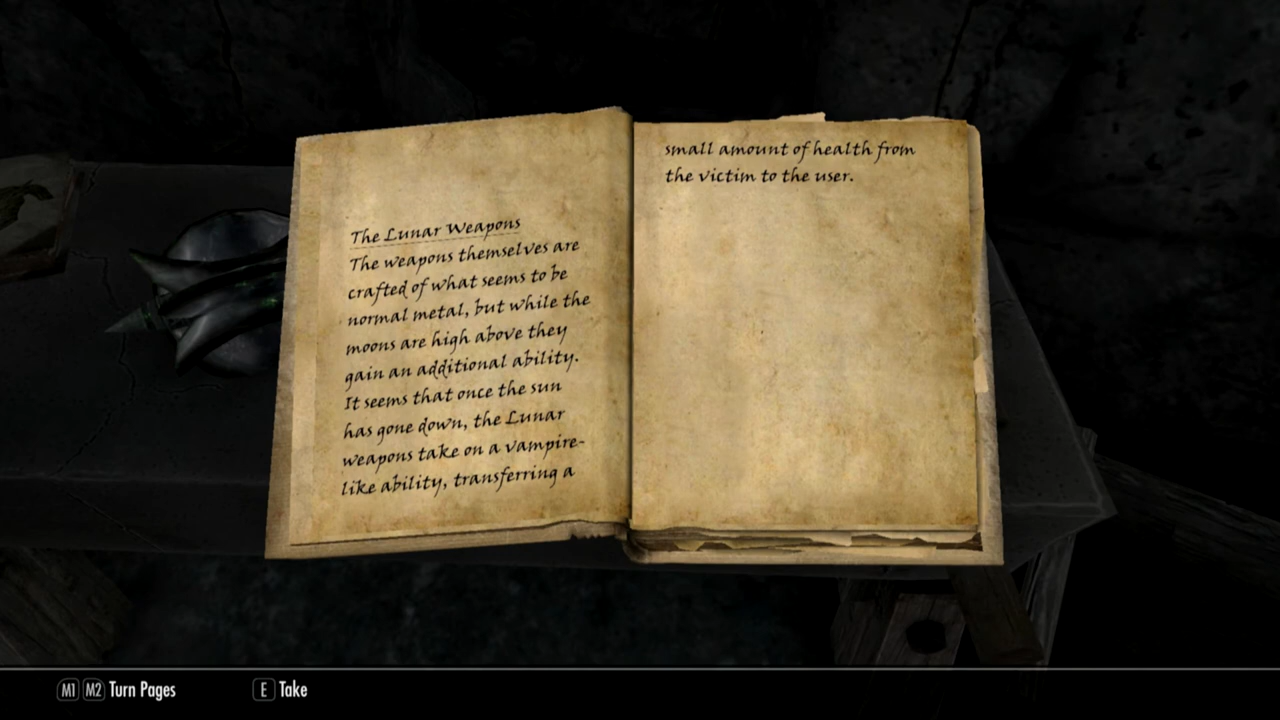 The Lunar Weapons
The weapons themselves are
crafted of what seems to be
normal metal, but while the
moons are high above they
gain an additional ability.
It seems that once the sun
has gone down, the Lunar
weapons take on a vampire-
like ability, transferring a
small amount of health from
the victim to the user.
M1 M2 Turn Pages
E Take